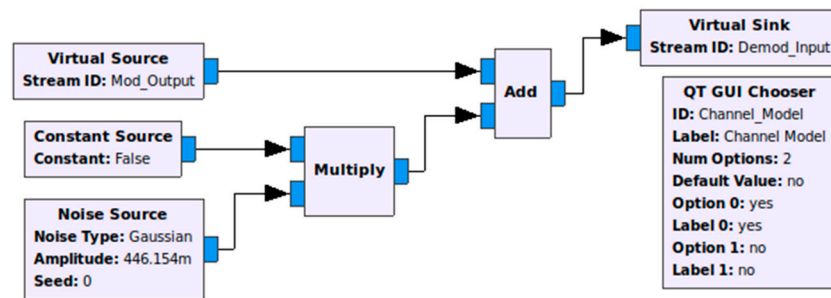 Virtual Source
Stream ID: Mod_Output
Constant Source
Constant: False
Noise Source
Noise Type: Gaussian
Amplitude: 446.154m
Seed: 0
Multiply
Add
Virtual Sink
Stream ID: Demod_Input
QT GUI Chooser
ID: Channel_Model
Label: Channel Model
Num Options: 2
Default Value: no
Option 0: yes
Label 0: yes
Option 1: no
Label 1: no